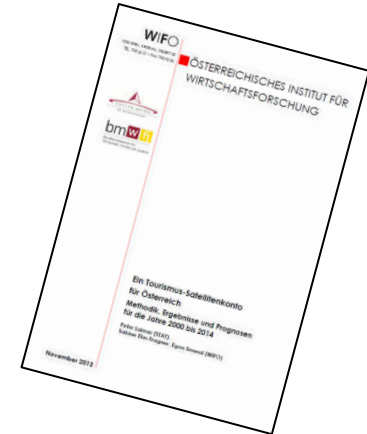 WIFO
ÖSTERREICHISCHES INSTITUT FÜR
WIRTSCHAFTSFORSCHUNG
bmwfj
Ein Tourismus-Satellitenkonto
für Österreich
Methodik, Ergebnisse und Prognosen
für die Jahre 2000 bis 2014
November 2013